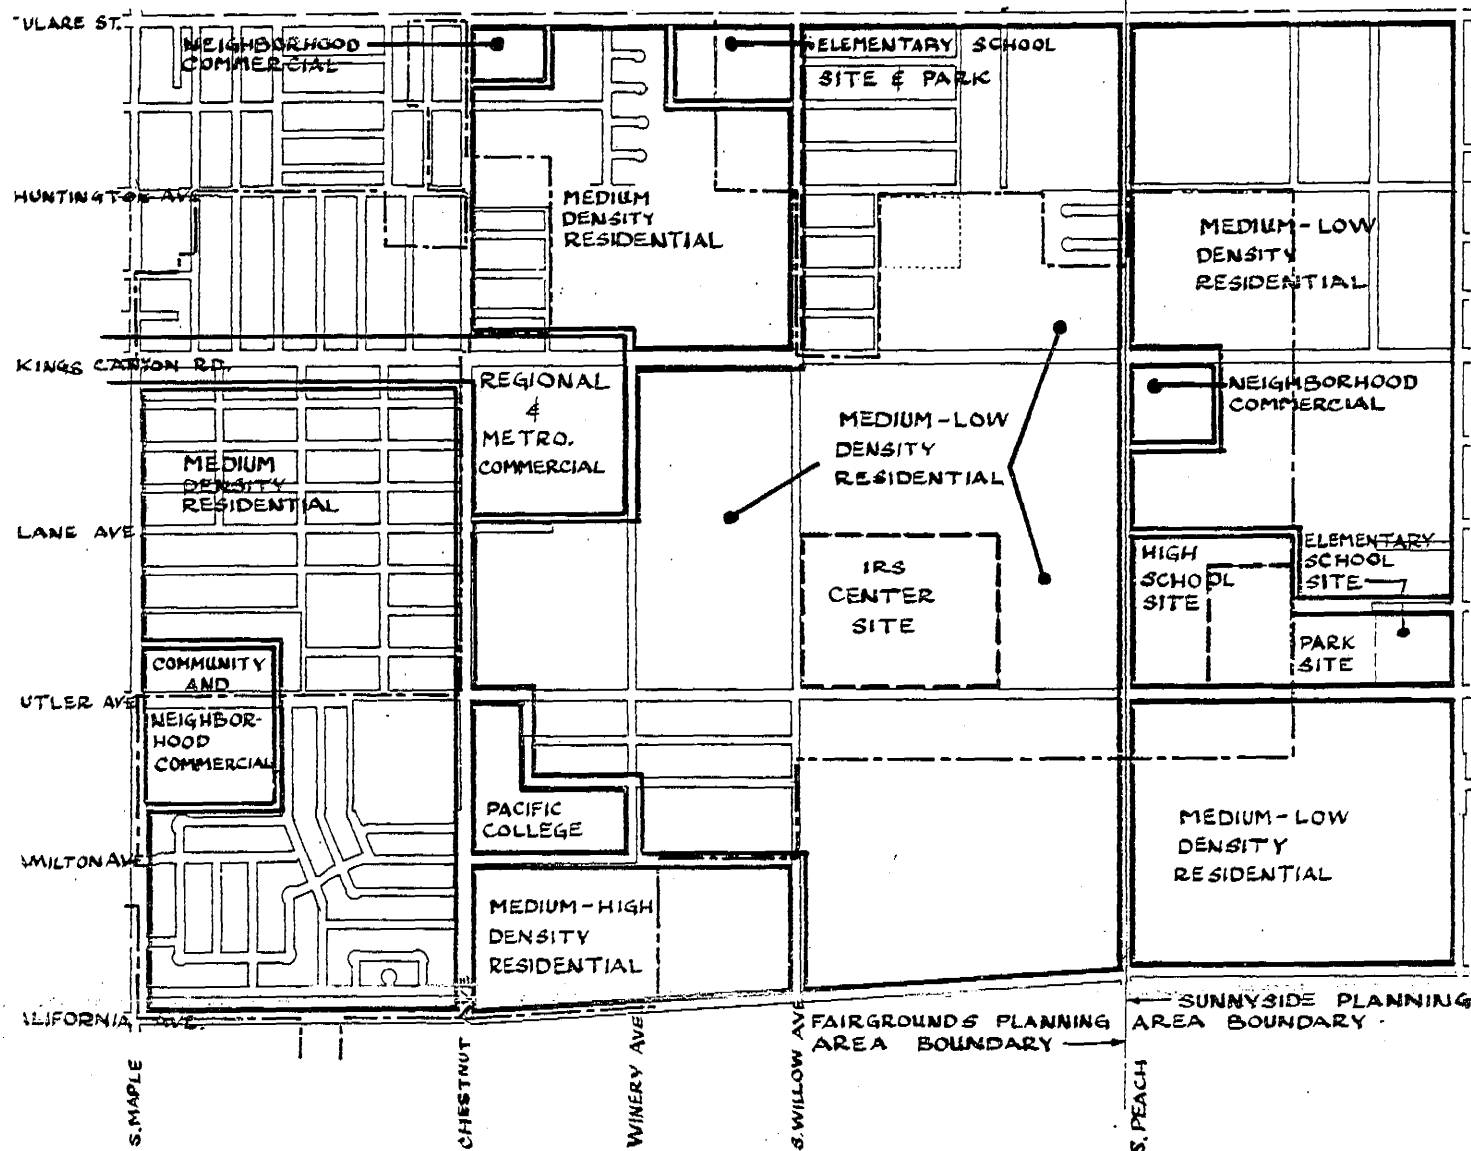 ULARE ST.
NEIGHBORHOOD
COMMERCIAL
ELEMENTARY SCHOOL
SITE & PARK
HUNTINGTON AVE
MEDIUM
DENSITY
RESIDENTIAL
MEDIUM-LOW
DENSITY
RESIDENTIAL
KINGS CANYON RD.
REGIONAL
&
METRO.
COMMERCIAL
NEIGHBORHOOD
COMMERCIAL
MEDIUM-LOW
DENSITY
RESIDENTIAL
MEDIUM
DENSITY
RESIDENTIAL
LANE AVE
IRS
CENTER
SITE
HIGH
SCHOOL
SITE
ELEMENTARY
SCHOOL
SITE
PARK
SITE
COMMUNITY
AND
NEIGHBOR-
HOOD
COMMERCIAL
UTLER AVE
PACIFIC
COLLEGE
MEDIUM-LOW
DENSITY
RESIDENTIAL
AMILTON AVE
MEDIUM-HIGH
DENSITY
RESIDENTIAL
ALIFORNIA AVE.
FAIRGROUNDS PLANNING
AREA BOUNDARY
SUNNYSIDE PLANNING
AREA BOUNDARY
S. MAPLE
CHESTNUT AVE
WINERY AVE
S. WILLOW AVE
S. PEACH